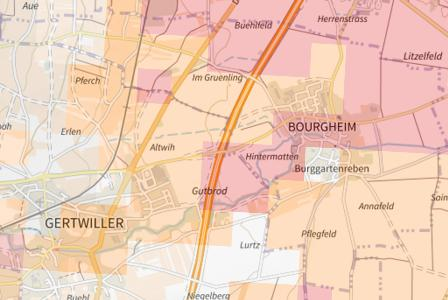 Aue
Buehlfeld
Herrenstrass
Litzelfeld
Im Gruenling
Pferch
Erlen
BOURGHEIM
Altwih
Hintermatten
Burggartenreben
Gutbrod
Annafeld
GERTWILLER
Pflegfeld
Lurtz
Buehl
Niegelberg